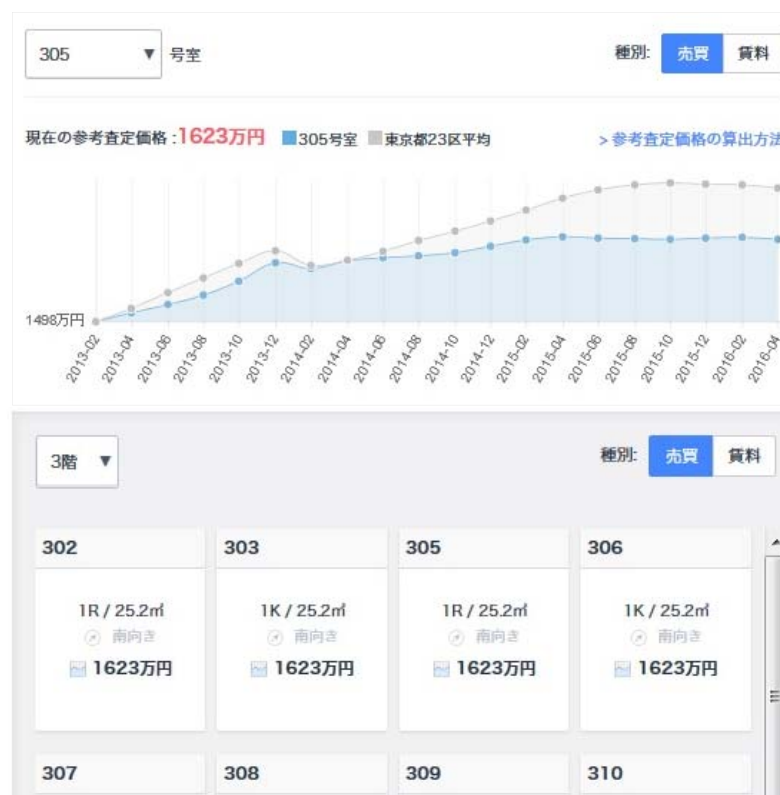 305 ▼ 号室 種別: 売買 賃料
現在の参考査定価格 :1623万円 305号室 東京都23区平均 > 参考査定価格の算出方法
1498万円
2013-02 2013-04 2013-06 2013-08 2013-10 2013-12 2014-02 2014-04 2014-06 2014-08 2014-10 2014-12 2015-02 2015-04 2015-06 2015-08 2015-10 2015-12 2016-02 2016-04
3階 ▼ 種別: 売買 賃料
302 303 305 306
1R / 25.2㎡ 1K / 25.2㎡ 1R / 25.2㎡ 1K / 25.2㎡
南向き 南向き 南向き 南向き
1623万円 1623万円 1623万円 1623万円
307 308 309 310